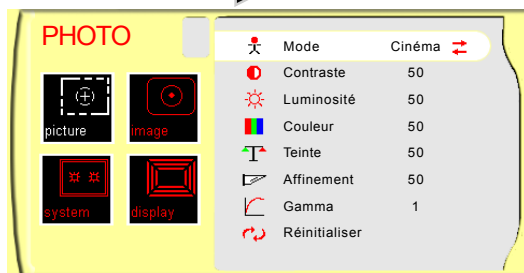 PHOTO
picture
image
system
display
Mode Cinéma
Contraste 50
Luminosité 50
Couleur 50
Teinte 50
Affinement 50
Gamma 1
Réinitialiser